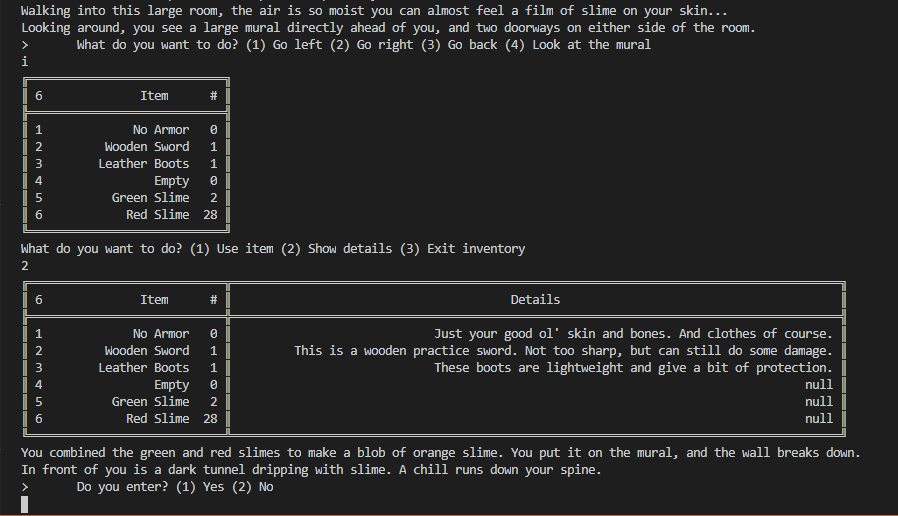 Walking into this large room, the air is so moist you can almost feel a film of slime on your skin...
Looking around, you see a large mural directly ahead of you, and two doorways on either side of the room.
> What do you want to do? (1) Go left (2) Go right (3) Go back (4) Look at the mural
i
6 Item #
1 No Armor 0
2 Wooden Sword 1
3 Leather Boots 1
4 Empty 0
5 Green Slime 2
6 Red Slime 28
What do you want to do? (1) Use item (2) Show details (3) Exit inventory
2
6 Item # Details
1 No Armor 0 Just your good ol' skin and bones. And clothes of course.
2 Wooden Sword 1 This is a wooden practice sword. Not too sharp, but can still do some damage.
3 Leather Boots 1 These boots are lightweight and give a bit of protection.
4 Empty 0 null
5 Green Slime 2 null
6 Red Slime 28 null
You combined the green and red slimes to make a blob of orange slime. You put it on the mural, and the wall breaks down.
In front of you is a dark tunnel dripping with slime. A chill runs down your spine.
> Do you enter? (1) Yes (2) No